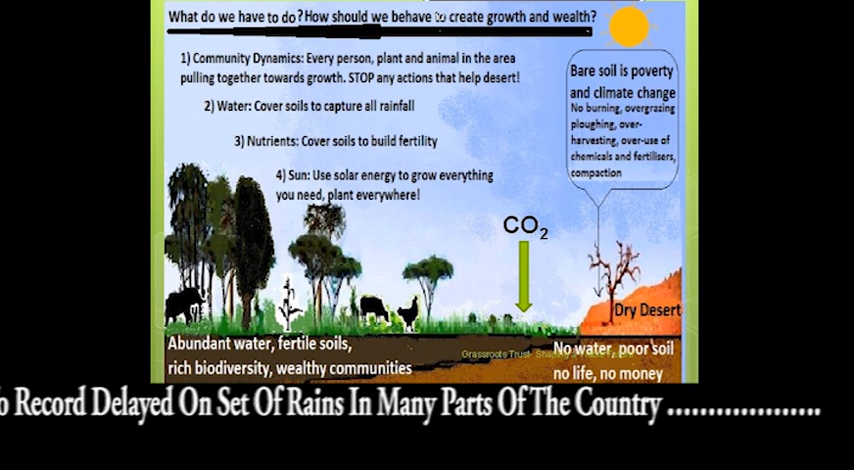 What do we have to do? How should we behave to create growth and wealth?
1) Community Dynamics: Every person, plant and animal in the area
pulling together towards growth. STOP any actions that help desert!
2) Water: Cover soils to capture all rainfall
3) Nutrients: Cover soils to build fertility
4) Sun: Use solar energy to grow everything
you need, plant everywhere!
Bare soil is poverty
and climate change
No burning, overgrazing
ploughing, over-
harvesting, over-use of
chemicals and fertilisers,
compaction
CO₂
Dry Desert
Abundant water, fertile soils,
rich biodiversity, wealthy communities
Grassroots Trust-
No water, poor soil
no life, no money
Record Delayed On Set Of Rains In Many Parts Of The Country ...................